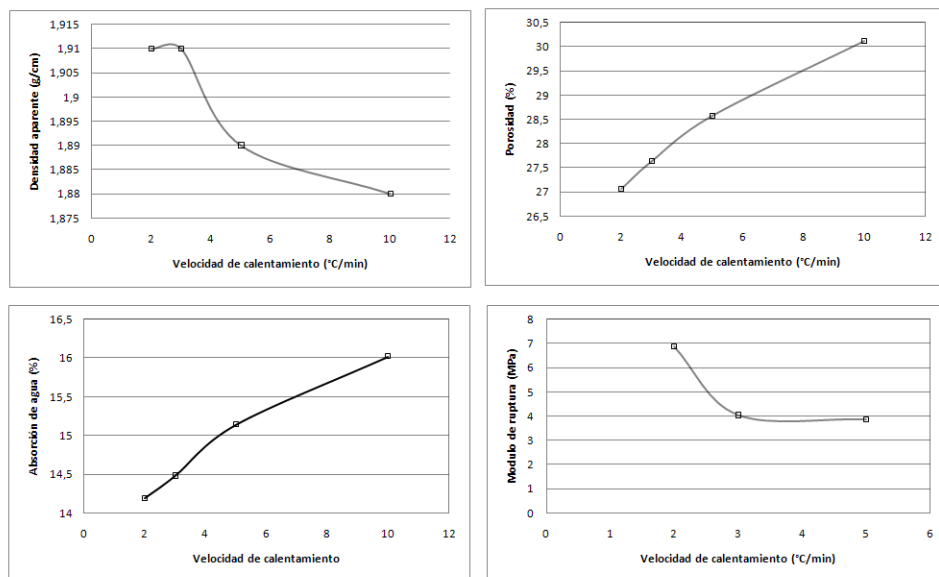 1,915
1,91
1,905
1,9
1,895
1,89
1,885
1,88
1,875
0 2 4 6 8 10 12
Densidad aparente (g/cm)
Velocidad de calentamiento (°C/min)
30,5
30
29,5
29
28,5
28
27,5
27
26,5
0 2 4 6 8 10 12
Porosidad (%)
Velocidad de calentamiento (°C/min)
16,5
16
15,5
15
14,5
14
0 2 4 6 8 10 12
Absorción de agua (%)
Velocidad de calentamiento
8
7
6
5
4
3
2
1
0
0 1 2 3 4 5 6
Modulo de ruptura (MPa)
Velocidad de calentamiento (°C/min)